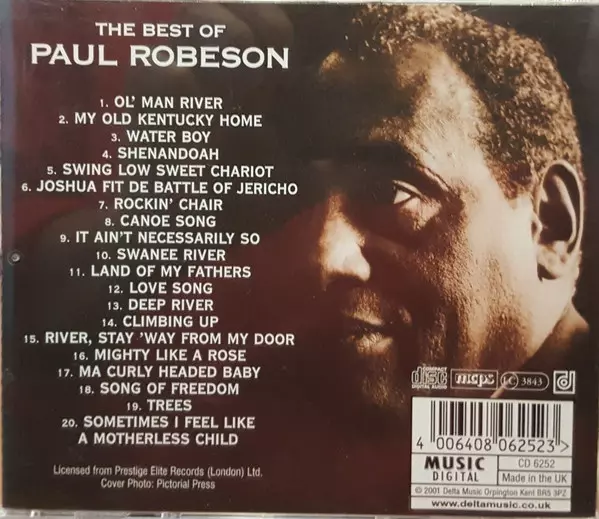 THE BEST OF
PAUL ROBESON
1. OL' MAN RIVER
2. MY OLD KENTUCKY HOME
3. WATER BOY
4. SHENANDOAH
5. SWING LOW SWEET CHARIOT
6. JOSHUA FIT DE BATTLE OF JERICHO
7. ROCKIN' CHAIR
8. CANOE SONG
9. IT AIN'T NECESSARILY SO
10. SWANEE RIVER
11. LAND OF MY FATHERS
12. LOVE SONG
13. DEEP RIVER
14. CLIMBING UP
15. RIVER, STAY 'WAY FROM MY DOOR
16. MIGHTY LIKE A ROSE
17. MA CURLY HEADED BABY
18. SONG OF FREEDOM
19. TREES
20. SOMETIMES I FEEL LIKE
A MOTHERLESS CHILD
Licensed from Prestige Elite Records (London) Ltd.
Cover Photo: Pictorial Press
COMPACT
disc
DIGITAL AUDIO
mcps
LC 3843
d
4 006408 062523 >
MUSIC
DIGITAL
CD 6252
Made in the UK
© 2001 Delta Music Orpington Kent BR5 3PZ
www.deltamusic.co.uk